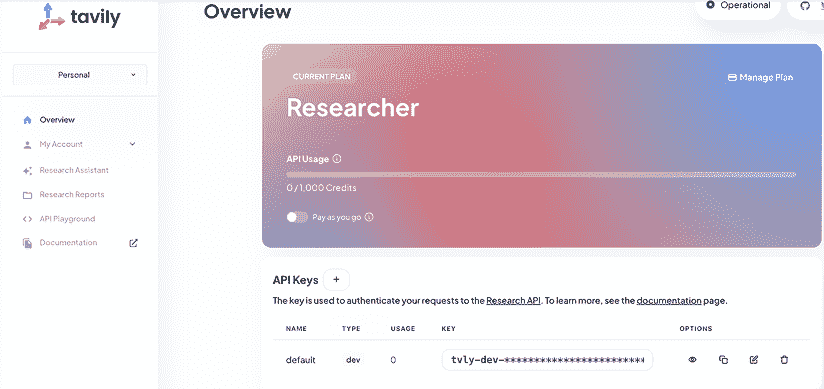 tavily
Personal
Overview
My Account
Research Assistant
Research Reports
API Playground
Documentation
Overview
Operational
CURRENT PLAN
Manage Plan
Researcher
API Usage
0 / 1,000 Credits
Pay as you go
API Keys +
The key is used to authenticate your requests to the Research API. To learn more, see the documentation page.
NAME TYPE USAGE KEY OPTIONS
default dev 0 tvly-dev-**************************